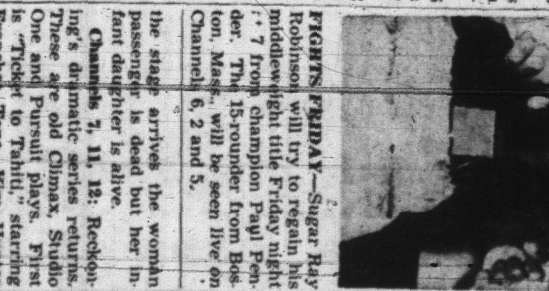 FIGHTS FRIDAY—Sugar Ray
Robinson will try to regain his
middleweight title Friday night
7 from champion Paul Pen-
der. The 15-rounder from Bos-
ton, Mass., will be seen live on
Channels 6, 2 and 5.
the stage arrives the woman
passenger is dead but her in-
fant daughter is alive.
Channels 7, 11, 12: Reckon-
ing's dramatic series returns.
These are old Climax, Studio
One and Pursuit plays. First
is "Ticket to Tahiti," starring